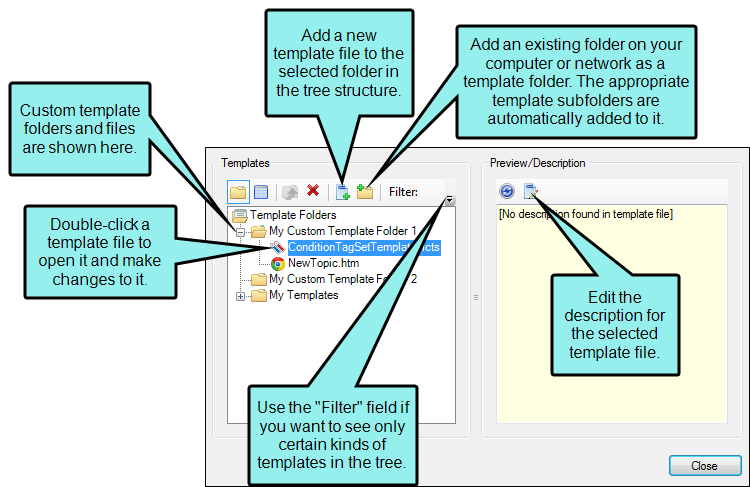 Add a new
template file to the
selected folder in
the tree structure.
Add an existing folder on your
computer or network as a
template folder. The appropriate
template subfolders are
automatically added to it.
Custom template
folders and files
are shown here.
Templates
Preview/Description
Filter:
Template Folders
My Custom Template Folder 1
ConditionTagSetTemplat
cts
NewTopic.htm
My Custom Template Fo
r 2
My Templates
[No description found in template file]
Double-click a
template file to
open it and make
changes to it.
Edit the
description for
the selected
template file.
Use the "Filter" field if
you want to see only
certain kinds of
templates in the tree.
Close